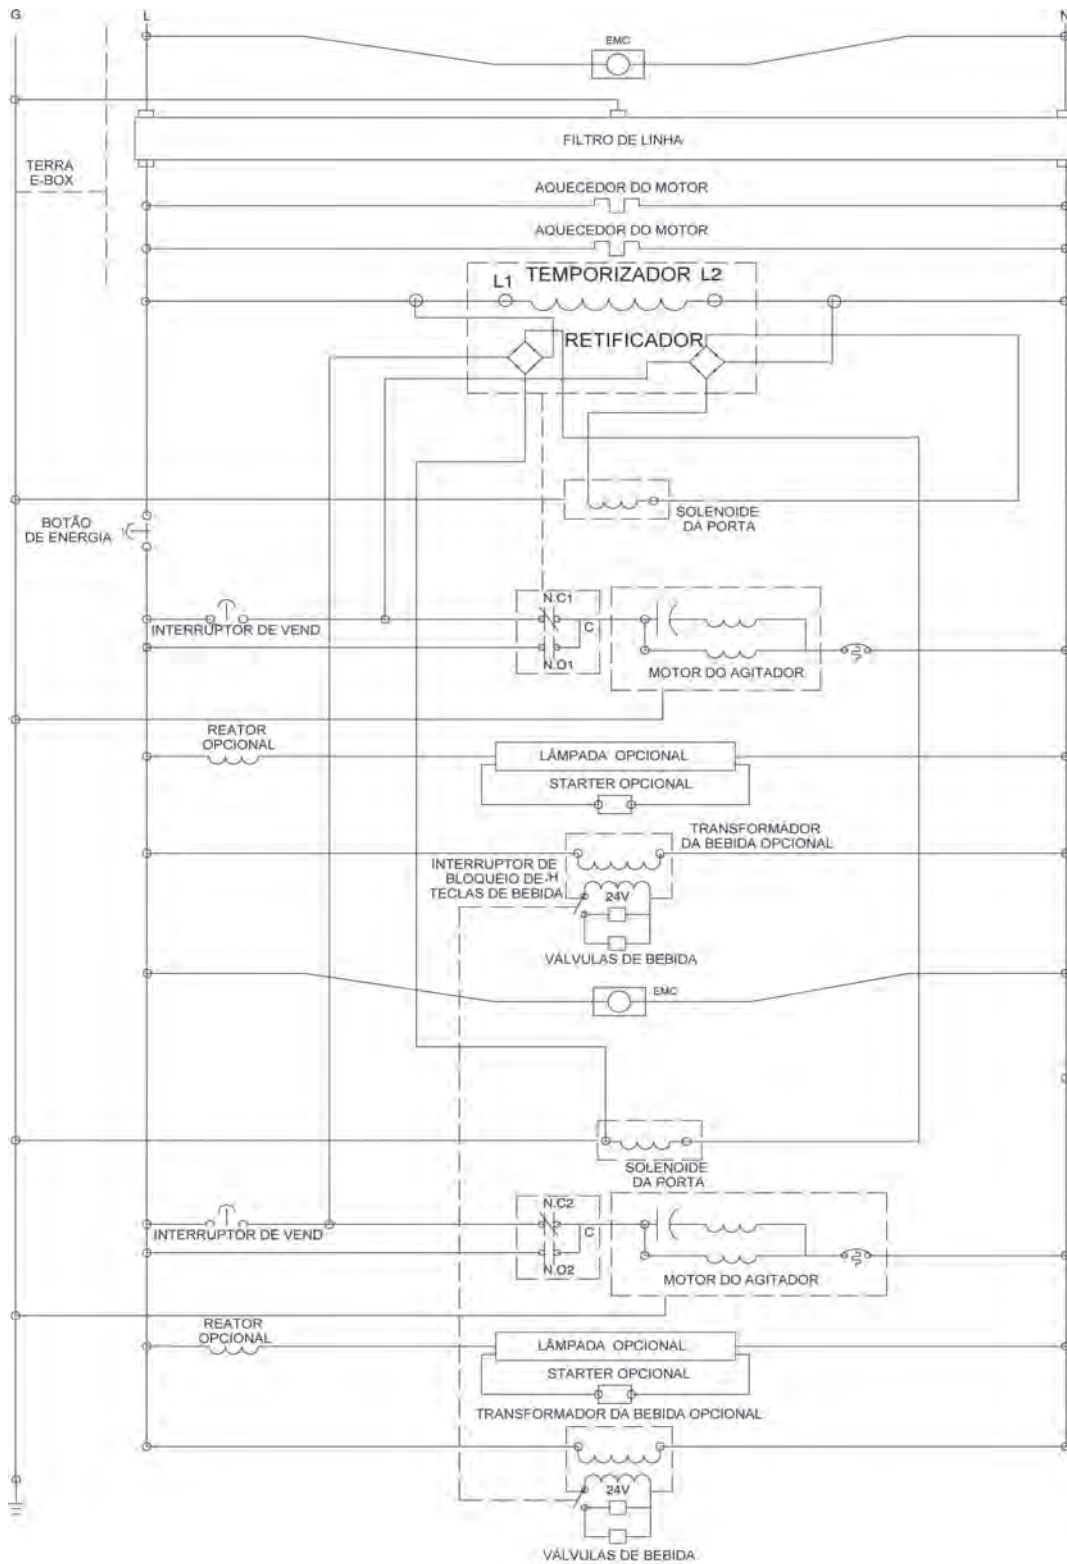 G
L
N
EMC
FILTRO DE LINHA
TERRA
E-BOX
AQUECEDOR DO MOTOR
AQUECEDOR DO MOTOR
L1
TEMPORIZADOR
L2
RETIFICADOR
SOLENOIDE
DA PORTA
BOTÃO
DE ENERGIA
N.C1
C
N.O1
INTERRUPTOR DE VEND
MOTOR DO AGITADOR
REATOR
OPCIONAL
LÂMPADA OPCIONAL
STARTER OPCIONAL
TRANSFORMADOR
DA BEBIDA OPCIONAL
INTERRUPTOR DE
BLOQUEIO DE
TECLAS DE BEBIDA
24V
VÁLVULAS DE BEBIDA
EMC
SOLENOIDE
DA PORTA
N.C2
C
N.O2
INTERRUPTOR DE VEND
MOTOR DO AGITADOR
REATOR
OPCIONAL
LÂMPADA OPCIONAL
STARTER OPCIONAL
TRANSFORMADOR DA BEBIDA OPCIONAL
24V
VÁLVULAS DE BEBIDA